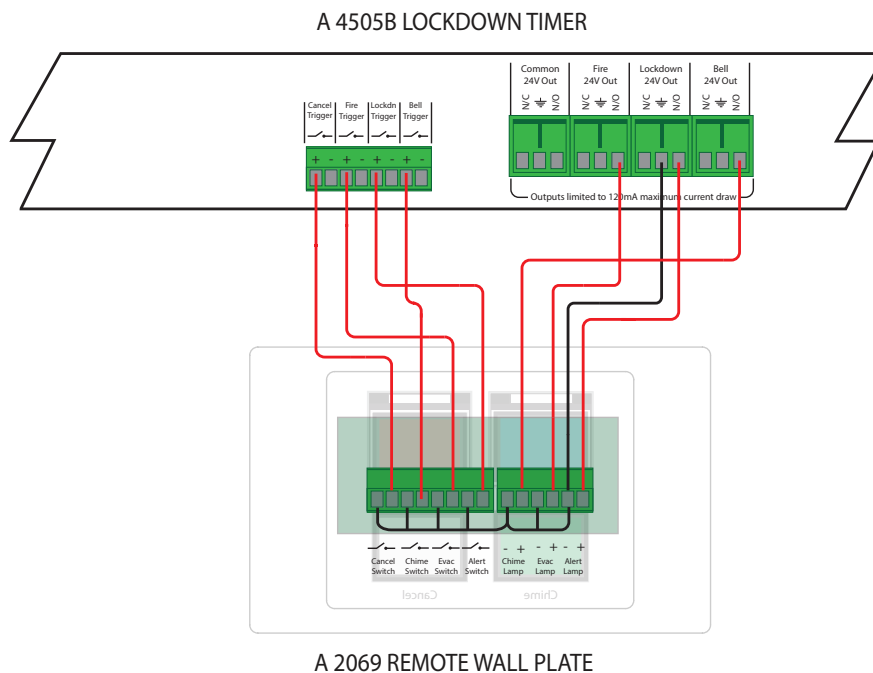 A 4505B LOCKDOWN TIMER
Common Fire Lockdown Bell
24V Out 24V Out 24V Out 24V Out
N/C N/O N/C N/O N/C N/O N/C N/O
Cancel Fire Lockdn Bell
Trigger Trigger Trigger Trigger
+ - + - + - + -
Outputs limited to 120mA maximum current draw
- + - + - +
Cancel Chime Evac Alert Chime Evac Alert
Switch Switch Switch Switch Lamp Lamp Lamp
Cancel Chime
A 2069 REMOTE WALL PLATE